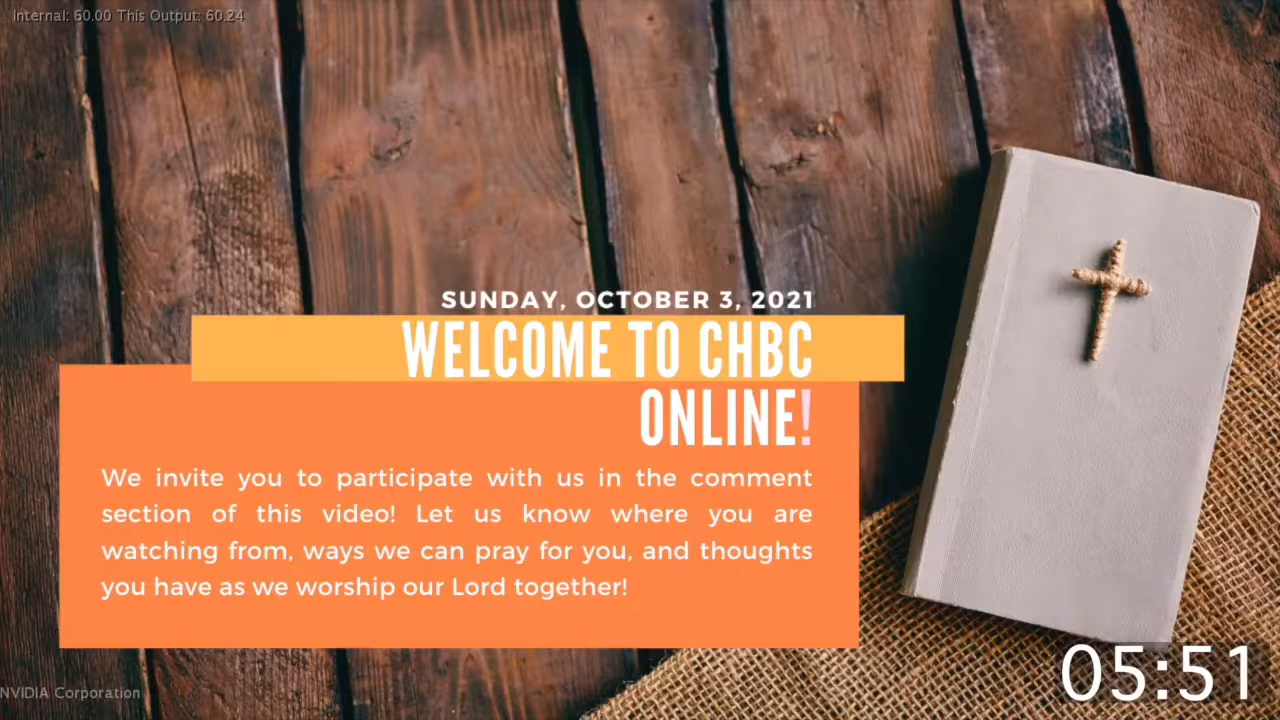 Internal: 60.00 This Output: 60.24
SUNDAY, OCTOBER 3, 2021
WELCOME TO CHBC
ONLINE!
We invite you to participate with us in the comment
section of this video! Let us know where you are
watching from, ways we can pray for you, and thoughts
you have as we worship our Lord together!
NVIDIA Corporation
05:51